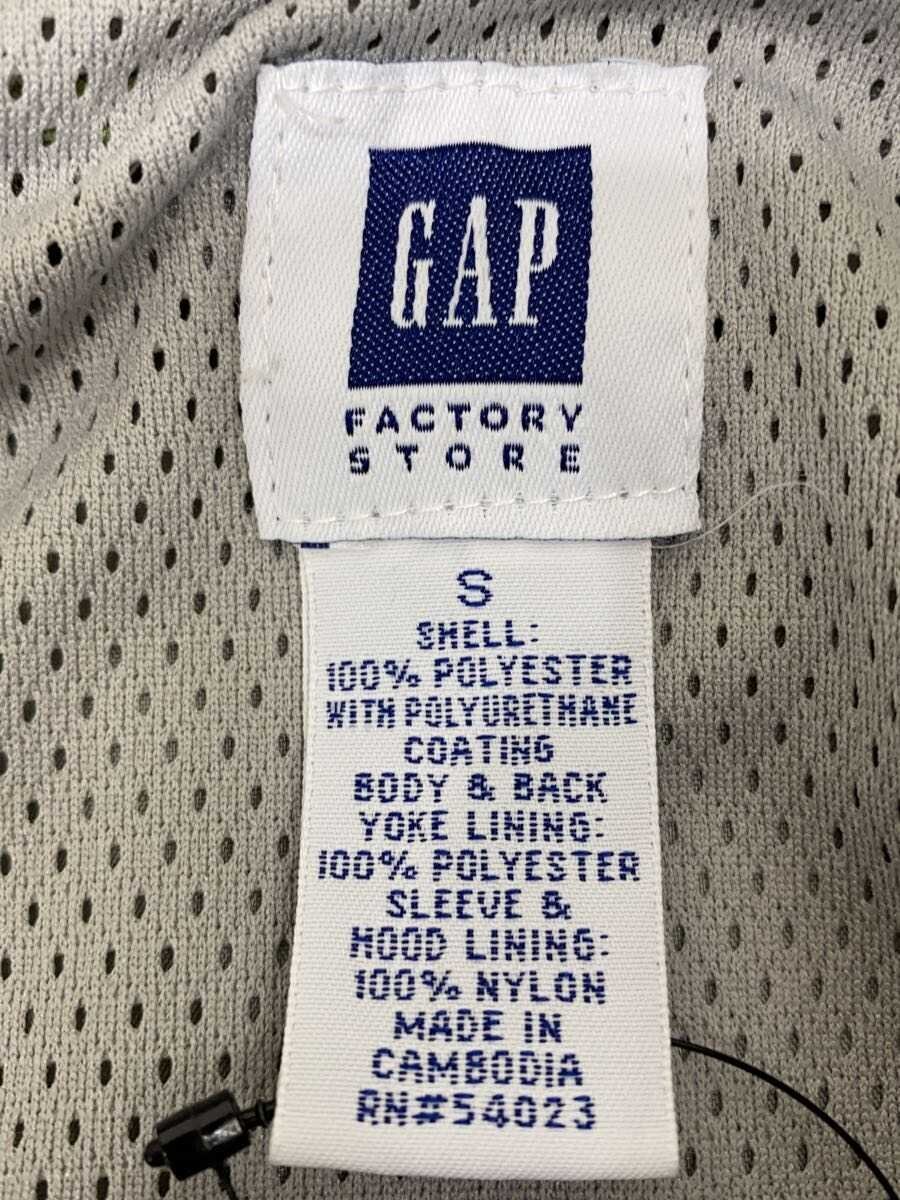 GAP
FACTORY
STORE
S
SHELL:
100% POLYESTER
WITH POLYURETHANE
COATING
BODY & BACK
YOKE LINING:
100% POLYESTER
SLEEVE &
HOOD LINING:
100% NYLON
MADE IN
CAMBODIA
RN#54023